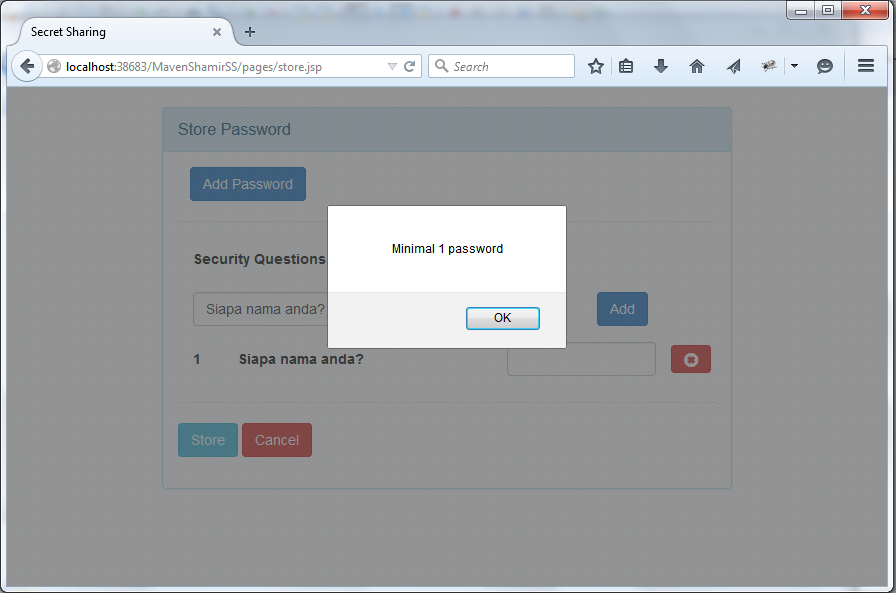 Secret Sharing
localhost:38683/MavenShamirSS/pages/store.jsp
Search
Store Password
Add Password
Minimal 1 password
OK
Security Questions
Siapa nama anda?
Add
1 Siapa nama anda?
Store Cancel